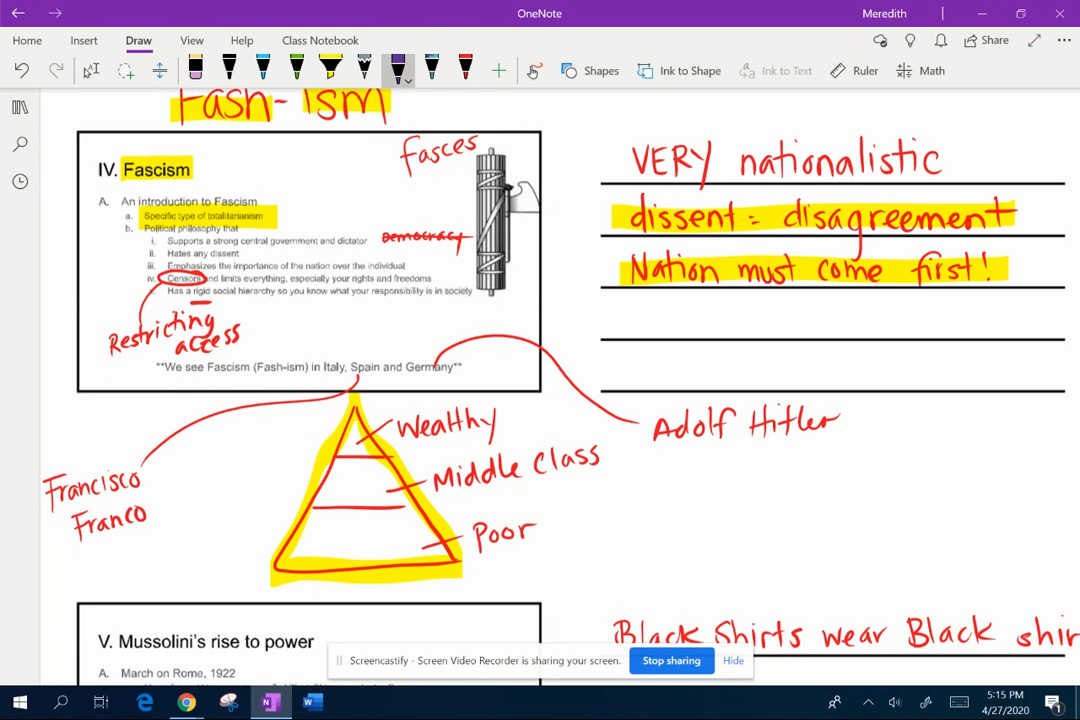 OneNote
Meredith
Home
Insert
Draw
View
Help
Class Notebook
Share
Shapes
Ink to Shape
Ink to Text
Ruler
Math
Fash-ism
fasces
IV. Fascism
A. An introduction to Fascism
a. Specific type of totalitarianism
b. Political philosophy that
i. Supports a strong central government and dictator
Democracy
ii. Hates any dissent
iii. Emphasizes the importance of the nation over the individual
iv. Censors and limits everything, especially your rights and freedoms
v. Has a rigid social hierarchy so you know what your responsibility is in society
Restricting
access
**We see Fascism (Fash-ism) in Italy, Spain and Germany**
VERY nationalistic
dissent = disagreement
Nation must come first!
Wealthy
Middle Class
Poor
Adolf Hitler
Francisco
Franco
V. Mussolini's rise to power
A. March on Rome, 1922
Black Shirts wear Black shir
Screencastify - Screen Video Recorder is sharing your screen.
Stop sharing
Hide
5:15 PM
4/27/2020